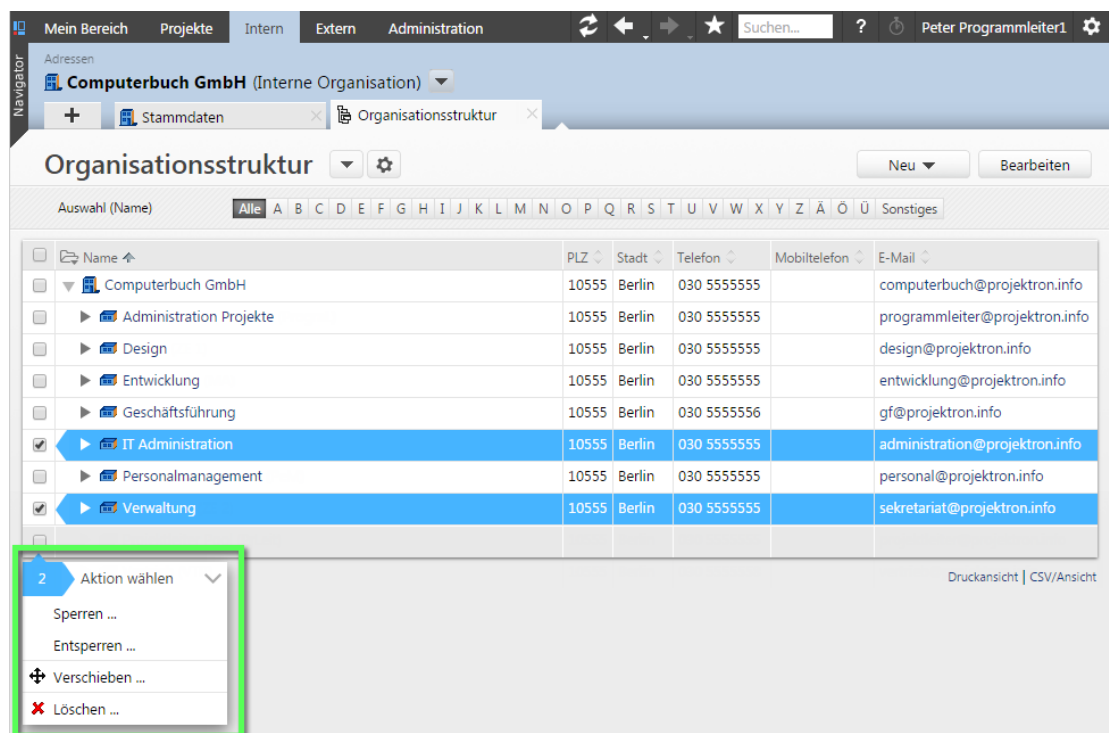 Mein Bereich Projekte Intern Extern Administration Suchen... ? Peter Programmleiter1
Navigator
Adressen
Computerbuch GmbH (Interne Organisation)
+ Stammdaten Organisationsstruktur
Organisationsstruktur Neu Bearbeiten
Auswahl (Name) Alle A B C D E F G H I J K L M N O P Q R S T U V W X Y Z Ä Ö Ü Sonstiges
Name PLZ Stadt Telefon Mobiltelefon E-Mail
Computerbuch GmbH 10555 Berlin 030 5555555 computerbuch@projektron.info
Administration Projekte 10555 Berlin 030 5555555 programmleiter@projektron.info
Design 10555 Berlin 030 5555555 design@projektron.info
Entwicklung 10555 Berlin 030 5555555 entwicklung@projektron.info
Geschäftsführung 10555 Berlin 030 5555556 gf@projektron.info
IT Administration 10555 Berlin 030 5555555 administration@projektron.info
Personalmanagement 10555 Berlin 030 5555555 personal@projektron.info
Verwaltung 10555 Berlin 030 5555555 sekretariat@projektron.info
2 Aktion wählen Druckansicht | CSV/Ansicht
Sperren ...
Entsperren ...
Verschieben ...
Löschen ...